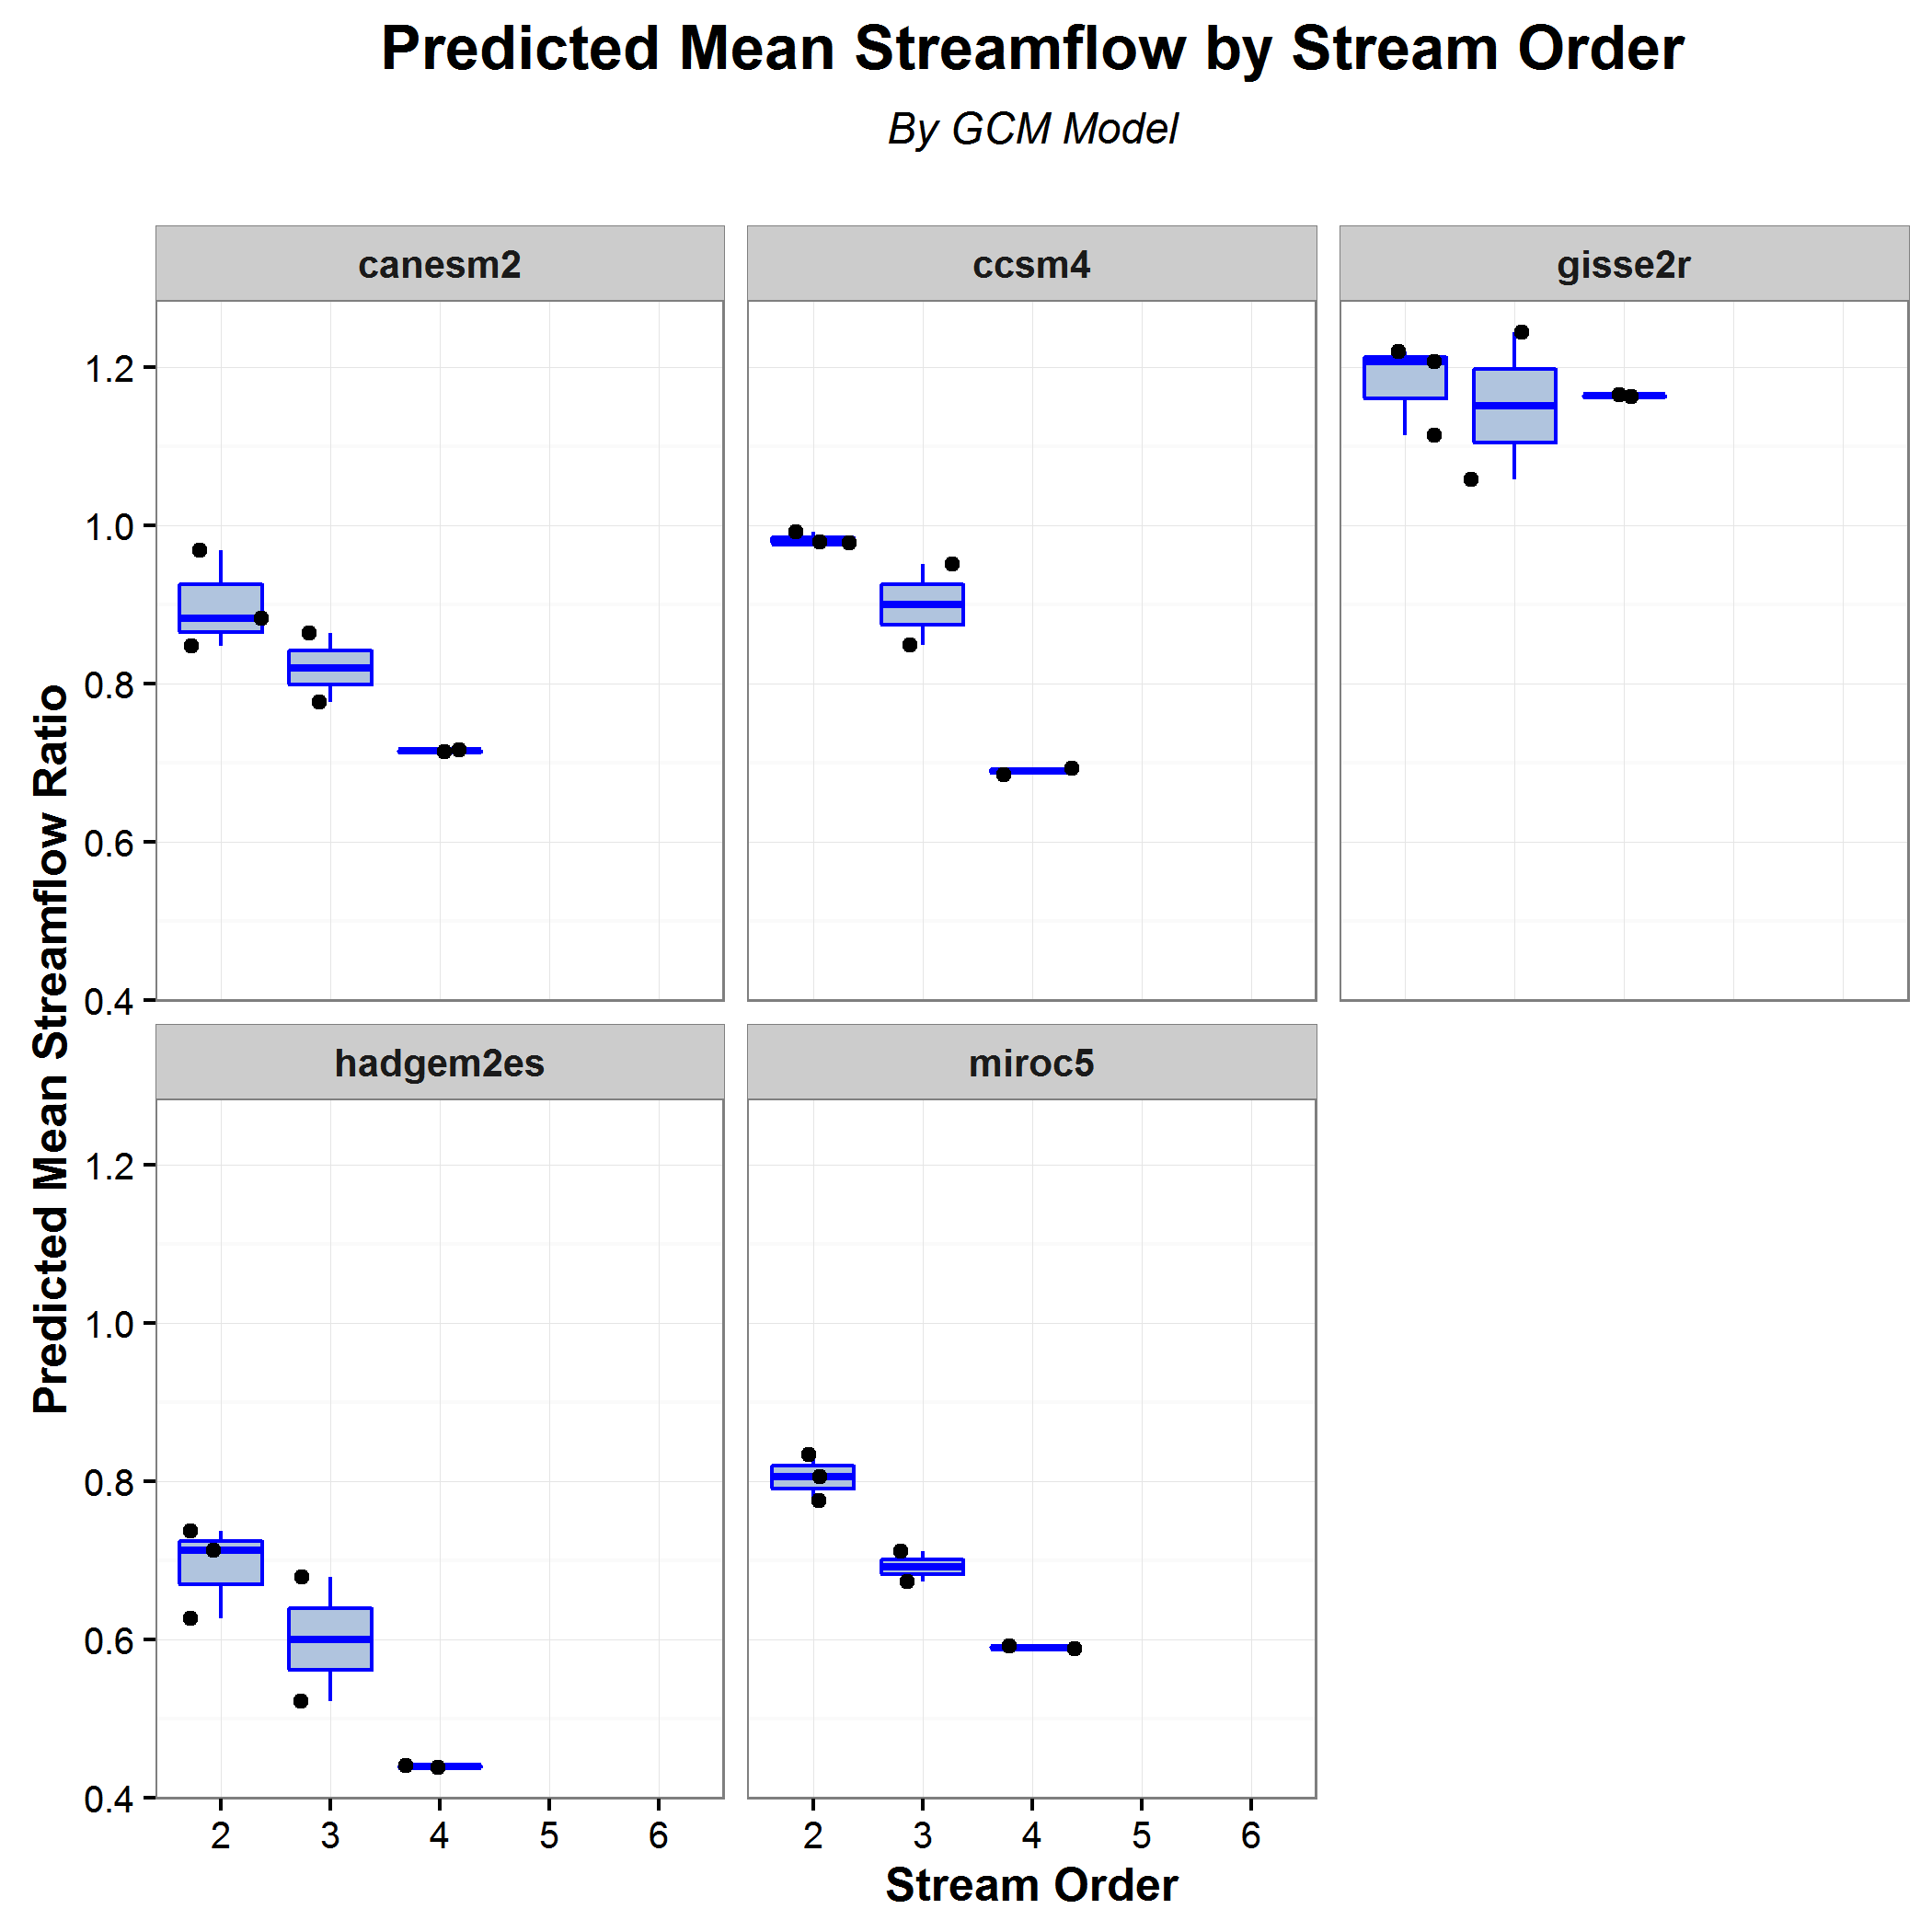 Predicted Mean Streamflow by Stream Order
By GCM Model
canesm2
ccsm4
gisse2r
1.2
1.0
0.8
0.6
0.4
hadgem2es
miroc5
1.2
1.0
0.8
0.6
0.4
2 3 4 5 6
2 3 4 5 6
Stream Order
Predicted Mean Streamflow Ratio